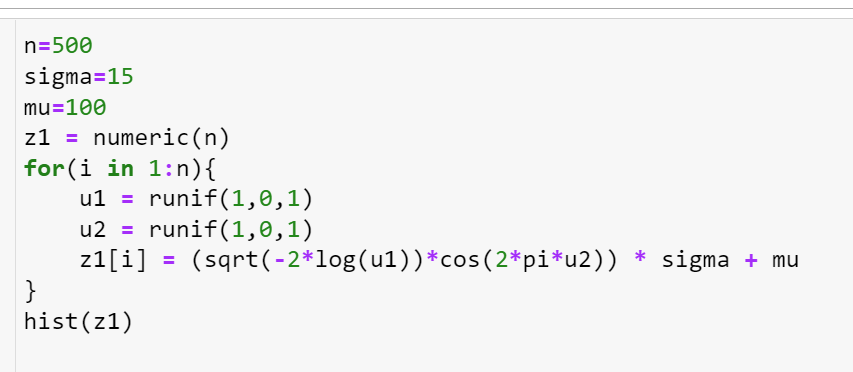 n=500
sigma=15
mu=100
z1 = numeric(n)
for(i in 1:n){
    u1 = runif(1,0,1)
    u2 = runif(1,0,1)
    z1[i] = (sqrt(-2*log(u1))*cos(2*pi*u2)) * sigma + mu
}
hist(z1)